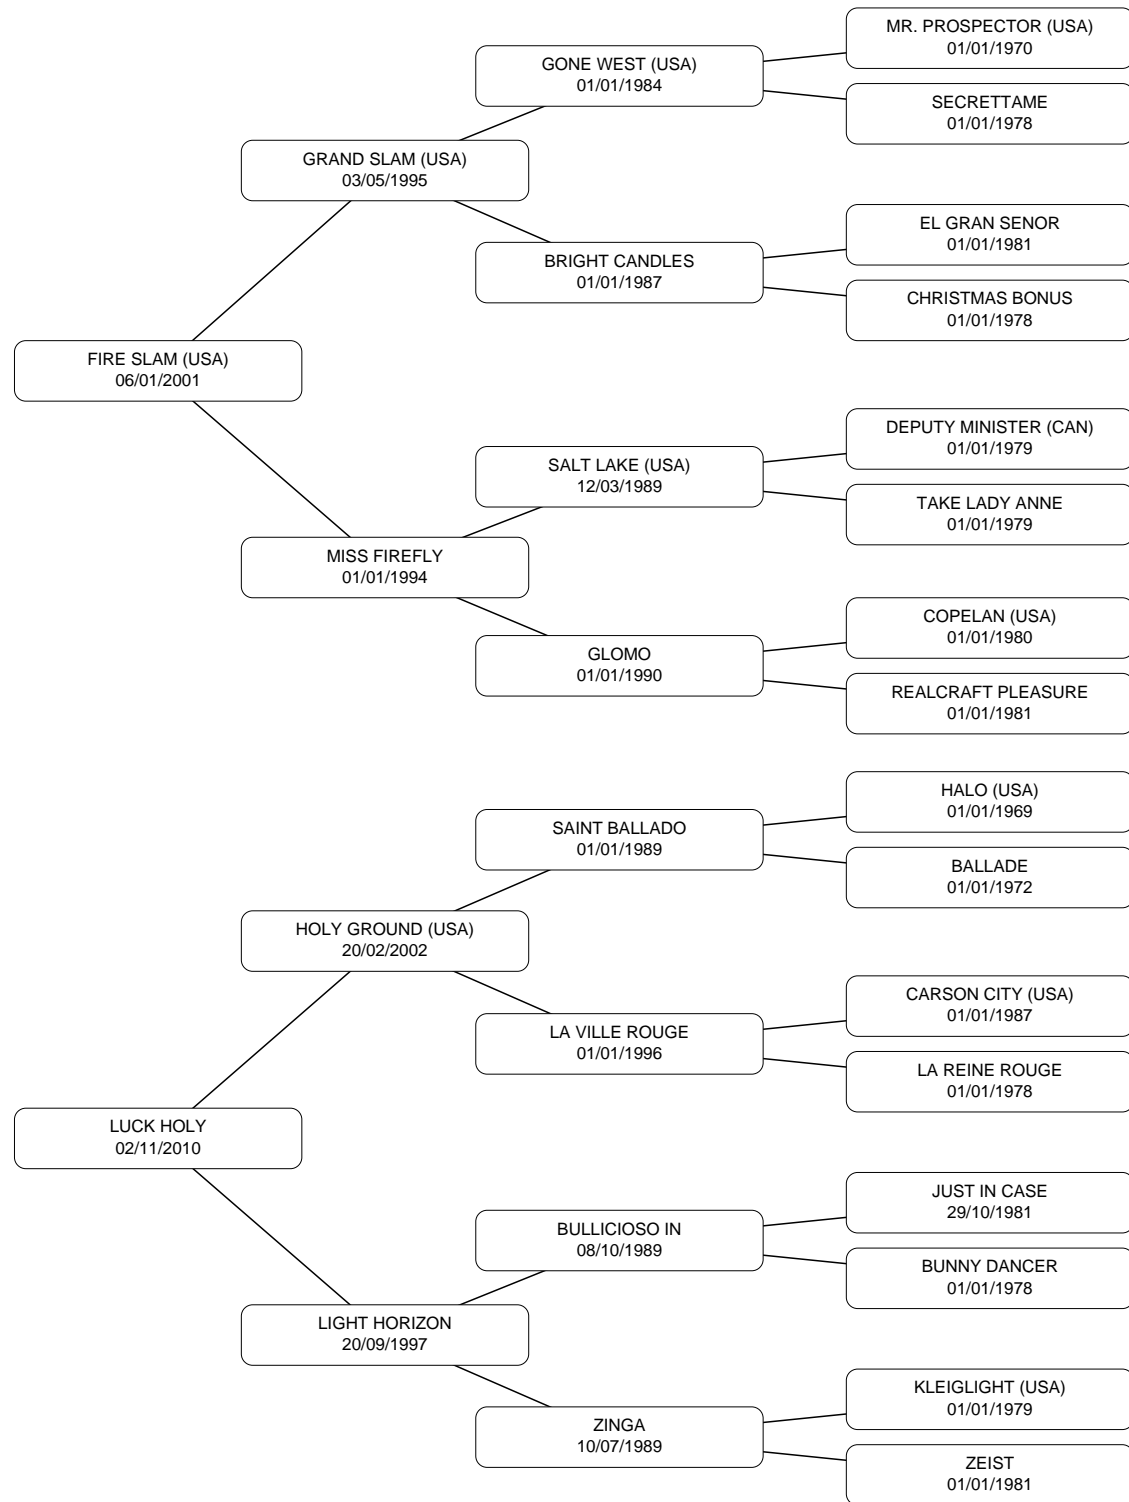 MR. PROSPECTOR (USA)
01/01/1970
GONE WEST (USA)
01/01/1984
SECRETTAME
01/01/1978
GRAND SLAM (USA)
03/05/1995
EL GRAN SENOR
01/01/1981
BRIGHT CANDLES
01/01/1987
CHRISTMAS BONUS
01/01/1978
FIRE SLAM (USA)
06/01/2001
DEPUTY MINISTER (CAN)
01/01/1979
SALT LAKE (USA)
12/03/1989
TAKE LADY ANNE
01/01/1979
MISS FIREFLY
01/01/1994
COPELAN (USA)
01/01/1980
GLOMO
01/01/1990
REALCRAFT PLEASURE
01/01/1981
HALO (USA)
01/01/1969
SAINT BALLADO
01/01/1989
BALLADE
01/01/1972
HOLY GROUND (USA)
20/02/2002
CARSON CITY (USA)
01/01/1987
LA VILLE ROUGE
01/01/1996
LA REINE ROUGE
01/01/1978
LUCK HOLY
02/11/2010
JUST IN CASE
29/10/1981
BULLICIOSO IN
08/10/1989
BUNNY DANCER
01/01/1978
LIGHT HORIZON
20/09/1997
KLEIGLIGHT (USA)
01/01/1979
ZINGA
10/07/1989
ZEIST
01/01/1981